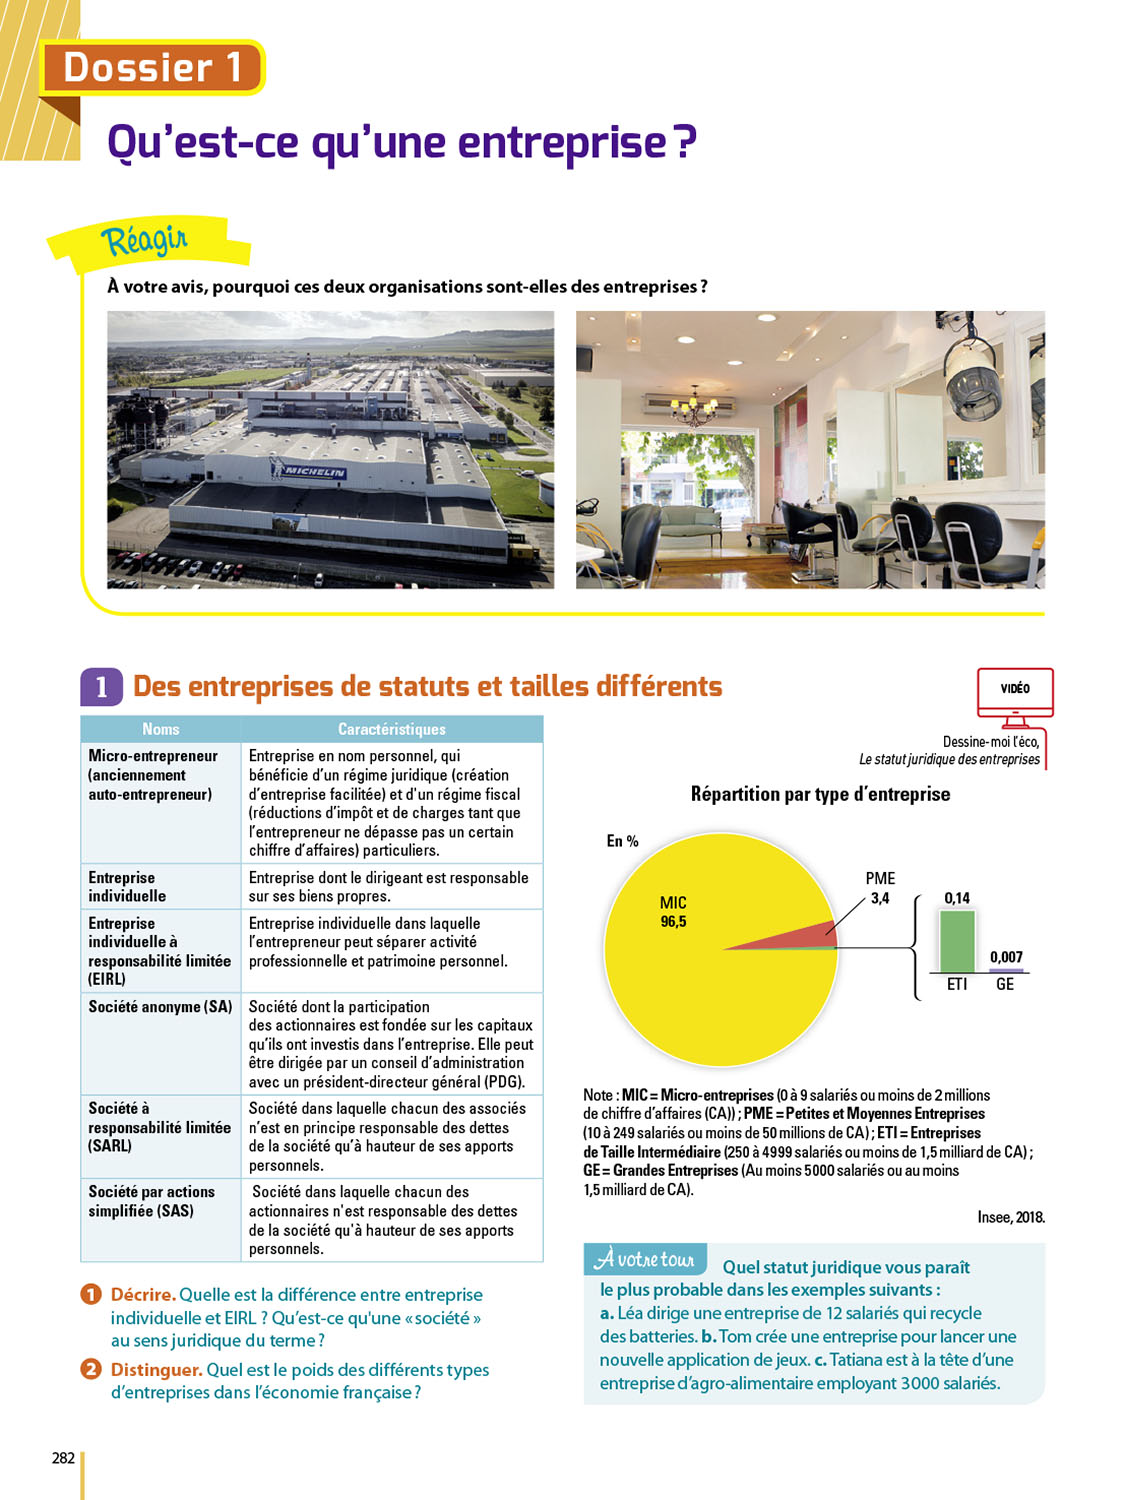 Dossier 1
Qu'est-ce qu'une entreprise ?
Réagir
À votre avis, pourquoi ces deux organisations sont-elles des entreprises ?
MICHELIN
1 Des entreprises de statuts et tailles différents
VIDÉO
Dessine-moi l'éco,
Le statut juridique des entreprises
Noms Caractéristiques
Micro-entrepreneur
(anciennement
auto-entrepreneur)
Entreprise en nom personnel, qui
bénéficie d'un régime juridique (création
d'entreprise facilitée) et d'un régime fiscal
(réductions d'impôt et de charges tant que
l'entrepreneur ne dépasse pas un certain
chiffre d'affaires) particuliers.
Entreprise
individuelle
Entreprise dont le dirigeant est responsable
sur ses biens propres.
Entreprise
individuelle à
responsabilité limitée
(EIRL)
Entreprise individuelle dans laquelle
l'entrepreneur peut séparer activité
professionnelle et patrimoine personnel.
Société anonyme (SA)
Société dont la participation
des actionnaires est fondée sur les capitaux
qu'ils ont investis dans l'entreprise. Elle peut
être dirigée par un conseil d'administration
avec un président-directeur général (PDG).
Société à
responsabilité limitée
(SARL)
Société dans laquelle chacun des associés
n'est en principe responsable des dettes
de la société qu'à hauteur de ses apports
personnels.
Société par actions
simplifiée (SAS)
Société dans laquelle chacun des
actionnaires n'est responsable des dettes
de la société qu'à hauteur de ses apports
personnels.
1 Décrire. Quelle est la différence entre entreprise
individuelle et EIRL ? Qu'est-ce qu'une « société »
au sens juridique du terme ?
2 Distinguer. Quel est le poids des différents types
d'entreprises dans l'économie française ?
Répartition par type d'entreprise
En %
MIC
96,5
PME
3,4
0,14
0,007
ETI
GE
Note : MIC = Micro-entreprises (0 à 9 salariés ou moins de 2 millions
de chiffre d'affaires (CA)) ; PME = Petites et Moyennes Entreprises
(10 à 249 salariés ou moins de 50 millions de CA) ; ETI = Entreprises
de Taille Intermédiaire (250 à 4999 salariés ou moins de 1,5 milliard de CA) ;
GE = Grandes Entreprises (Au moins 5000 salariés ou au moins
1,5 milliard de CA).
Insee, 2018.
À votre tour Quel statut juridique vous paraît
le plus probable dans les exemples suivants :
a. Léa dirige une entreprise de 12 salariés qui recycle
des batteries. b. Tom crée une entreprise pour lancer une
nouvelle application de jeux. c. Tatiana est à la tête d'une
entreprise d'agro-alimentaire employant 3000 salariés.
282